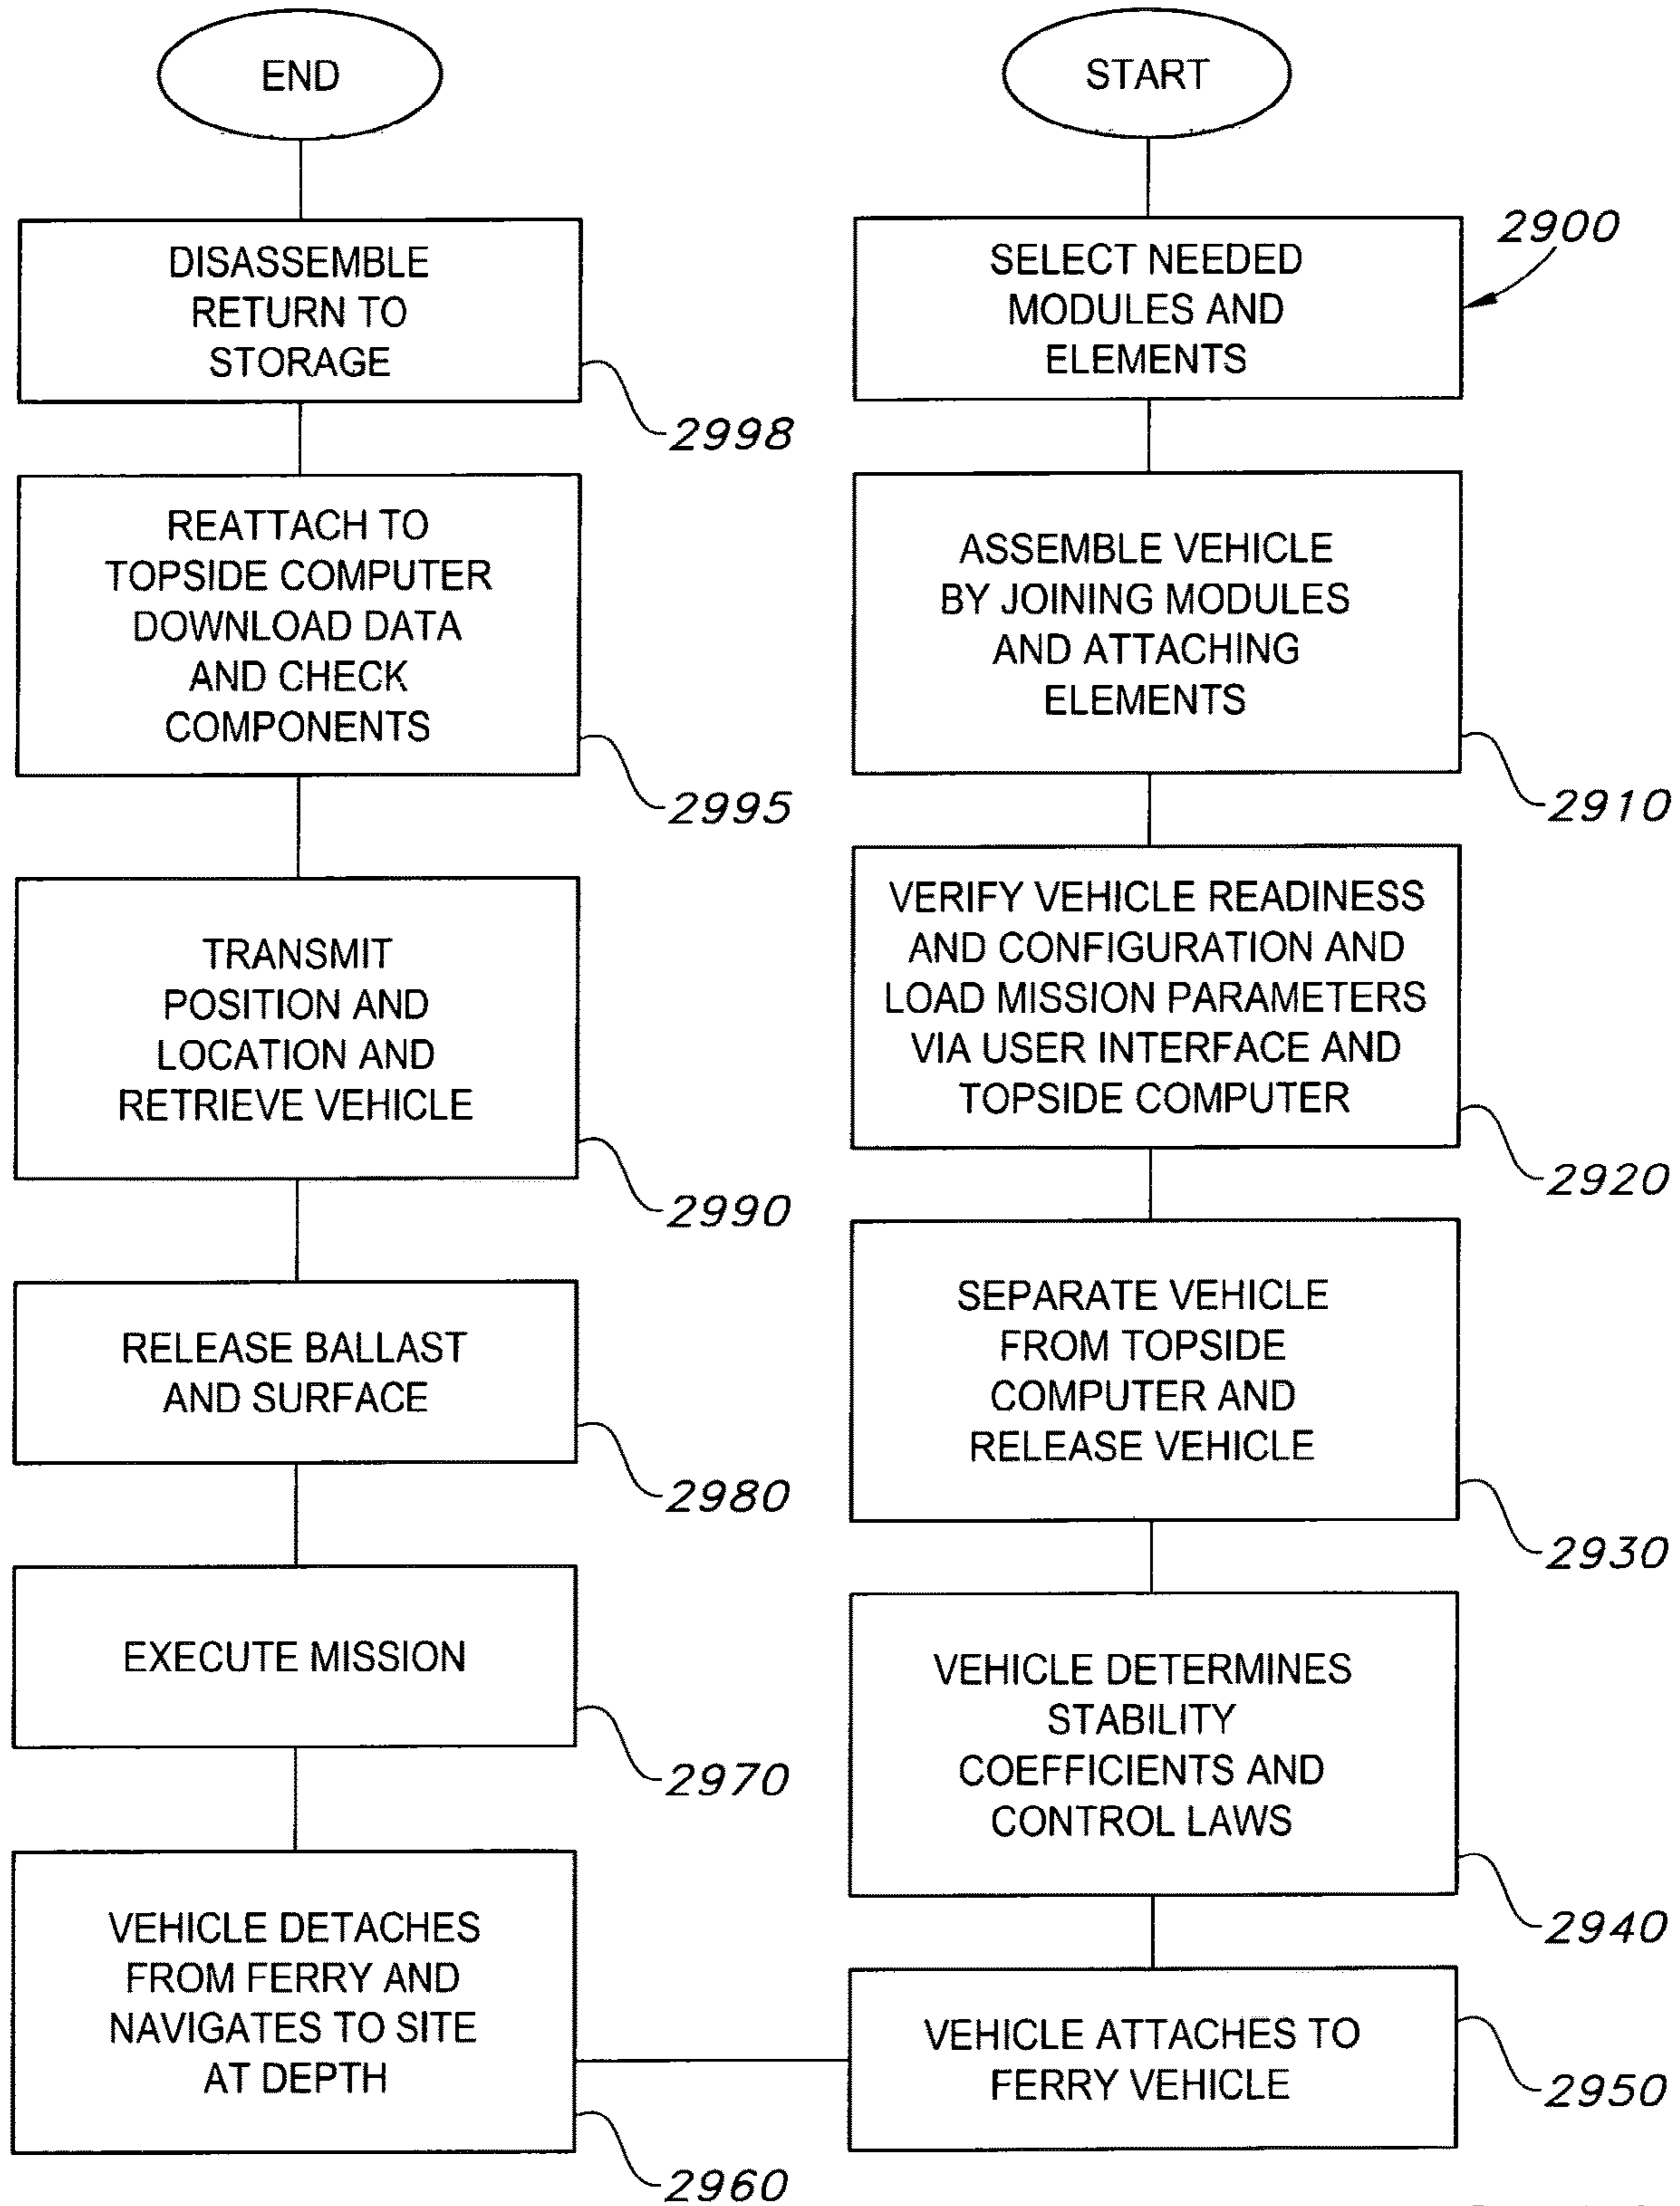 END
DISASSEMBLE
RETURN TO
STORAGE
2998
REATTACH TO
TOPSIDE COMPUTER
DOWNLOAD DATA
AND CHECK
COMPONENTS
2995
TRANSMIT
POSITION AND
LOCATION AND
RETRIEVE VEHICLE
2990
RELEASE BALLAST
AND SURFACE
2980
EXECUTE MISSION
2970
VEHICLE DETACHES
FROM FERRY AND
NAVIGATES TO SITE
AT DEPTH
2960
START
2900
SELECT NEEDED
MODULES AND
ELEMENTS
ASSEMBLE VEHICLE
BY JOINING MODULES
AND ATTACHING
ELEMENTS
2910
VERIFY VEHICLE READINESS
AND CONFIGURATION AND
LOAD MISSION PARAMETERS
VIA USER INTERFACE AND
TOPSIDE COMPUTER
2920
SEPARATE VEHICLE
FROM TOPSIDE
COMPUTER AND
RELEASE VEHICLE
2930
VEHICLE DETERMINES
STABILITY
COEFFICIENTS AND
CONTROL LAWS
2940
VEHICLE ATTACHES TO
FERRY VEHICLE
2950